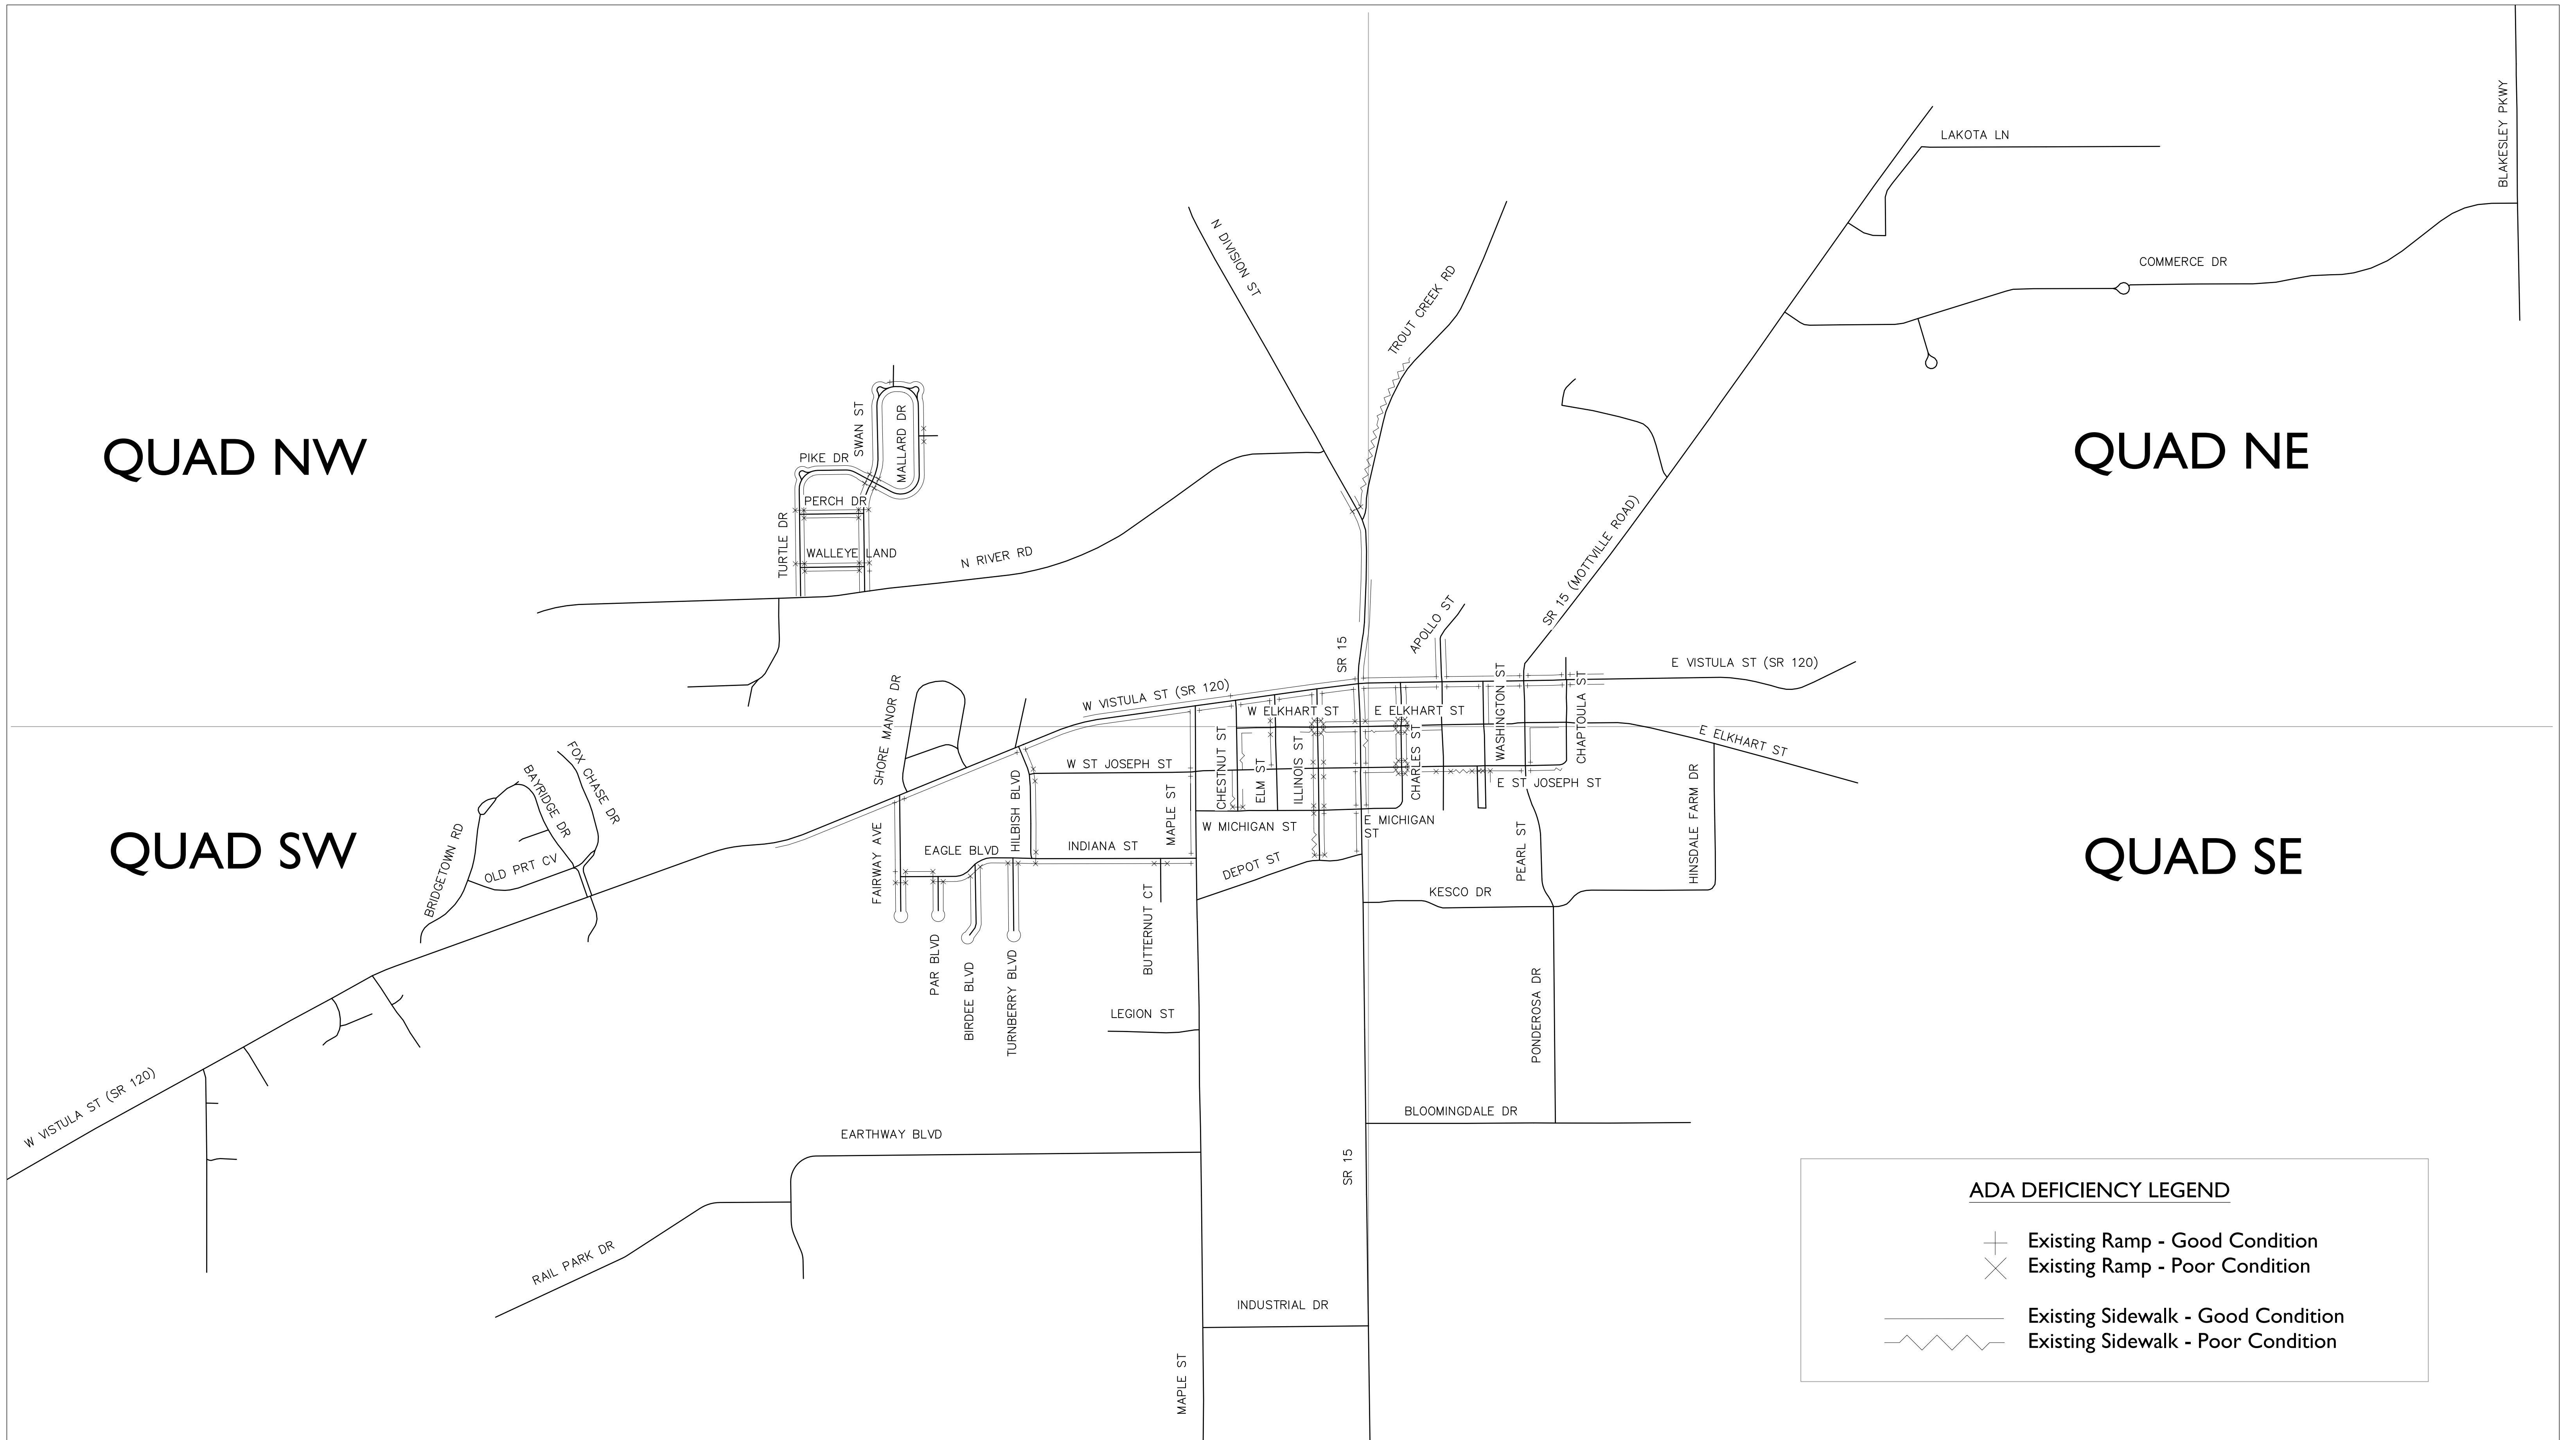 BLAKESLEY PKWY
LAKOTA LN
COMMERCE DR
N DIVISION ST
TROUT CREEK RD
QUAD NW
QUAD NE
SWAN ST
MALLARD DR
PIKE DR
PERCH DR
TURTLE DR
WALLEYE LAND
N RIVER RD
SR 15 (MOTTVILLE ROAD)
APOLLO ST
SR 15
E VISTULA ST (SR 120)
W VISTULA ST (SR 120)
SHORE MANOR DR
W ELKHART ST
E ELKHART ST
WASHINGTON ST
CHAPTOULA ST
E ELKHART ST
CHESTNUT ST
ELM ST
ILLINOIS ST
CHARLES ST
W ST JOSEPH ST
E ST JOSEPH ST
FOX CHASE DR
BAYRIDGE DR
BRIDGETOWN RD
OLD PRT CV
QUAD SW
QUAD SE
HILBISH BLVD
MAPLE ST
FAIRWAY AVE
EAGLE BLVD
INDIANA ST
W MICHIGAN ST
E MICHIGAN
ST
DEPOT ST
PEARL ST
HINSDALE FARM DR
KESCO DR
BUTTERNUT CT
PAR BLVD
BIRDEE BLVD
TURNBERRY BLVD
LEGION ST
PONDEROSA DR
W VISTULA ST (SR 120)
BLOOMINGDALE DR
EARTHWAY BLVD
SR 15
RAIL PARK DR
INDUSTRIAL DR
MAPLE ST
ADA DEFICIENCY LEGEND
Existing Ramp - Good Condition
Existing Ramp - Poor Condition
Existing Sidewalk - Good Condition
Existing Sidewalk - Poor Condition